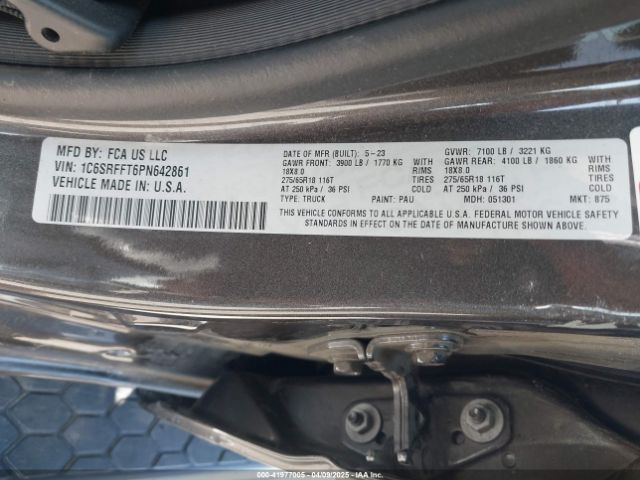 MFD BY: FCA US LLC
VIN: 1C6SRFFT6PN642861
VEHICLE MADE IN U.S.A.
DATE OF MFR (BUILT): 5-23 GVWR: 7100 LB / 3221 KG
GAWR FRONT: 3900 LB / 1770 KG WITH GAWR REAR: 4100 LB / 1860 KG WITH
18X8.0 RIMS 18X8.0 RIMS
275/65R18 116T TIRES 275/65R18 116T TIRES
AT 250 kPa / 36 PSI AT 250 kPa / 36 PSI
TYPE: TRUCK PAINT: PAU MDH: 051301 MKT: 875
THIS VEHICLE CONFORMS TO ALL APPLICABLE U.S.A. FEDERAL MOTOR VEHICLE SAFETY
STANDARDS IN EFFECT ON THE DATE OF MANUFACTURE SHOWN ABOVE.
000-41977005 04/09/2025 IAAI.COM